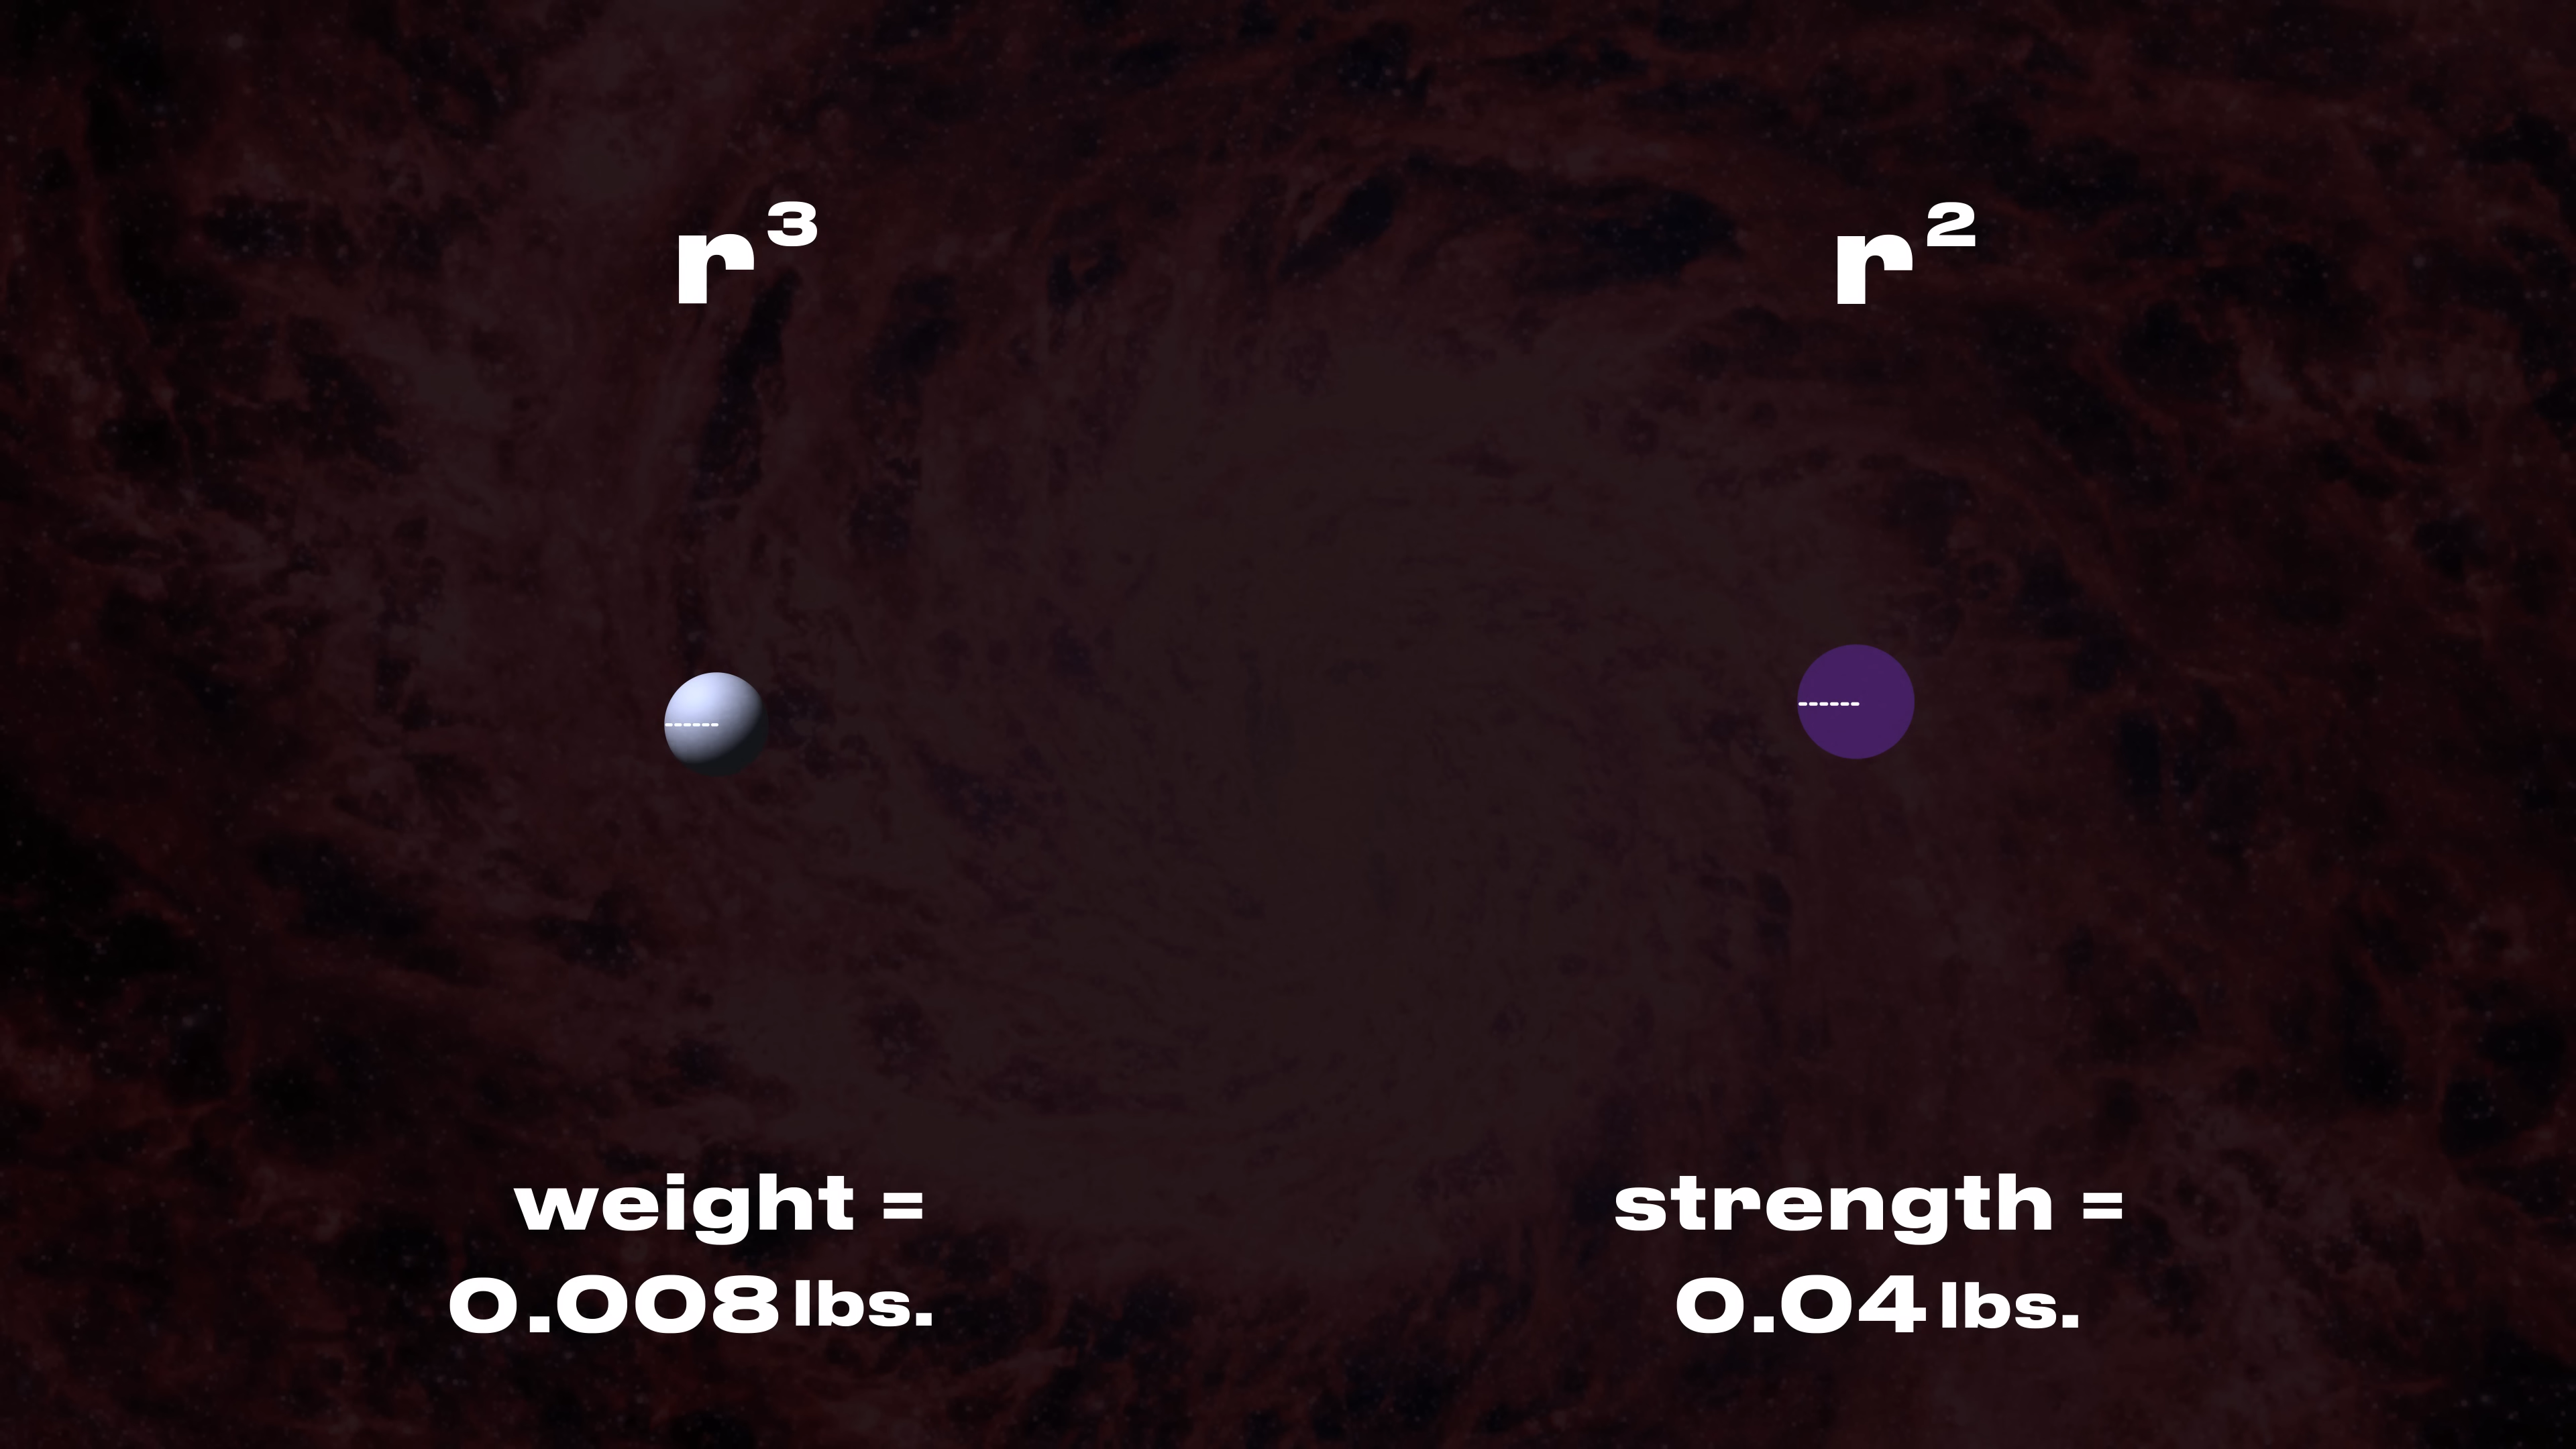 r³
r²
weight =
0.008 lbs.
strength =
0.04 lbs.